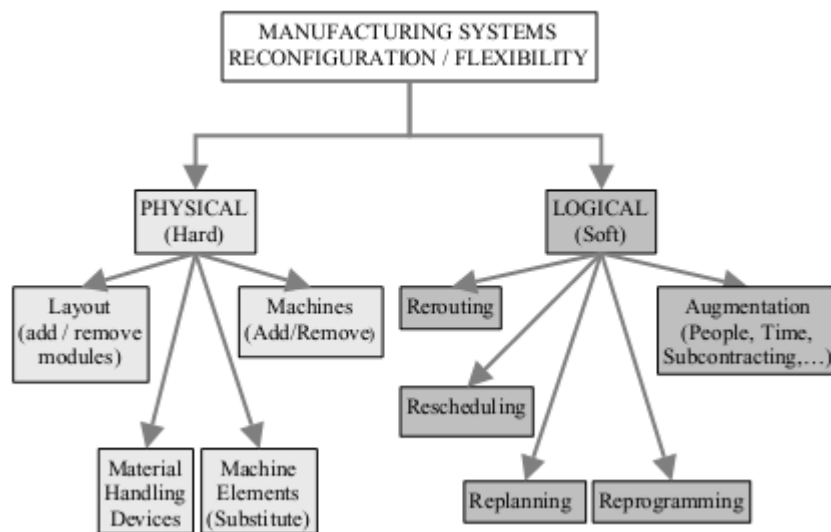 MANUFACTURING SYSTEMS
RECONFIGURATION / FLEXIBILITY
PHYSICAL
(Hard)
LOGICAL
(Soft)
Layout
(add / remove
modules)
Machines
(Add/Remove)
Rerouting
Augmentation
(People, Time,
Subcontracting,...)
Rescheduling
Material
Handling
Devices
Machine
Elements
(Substitute)
Replanning
Reprogramming